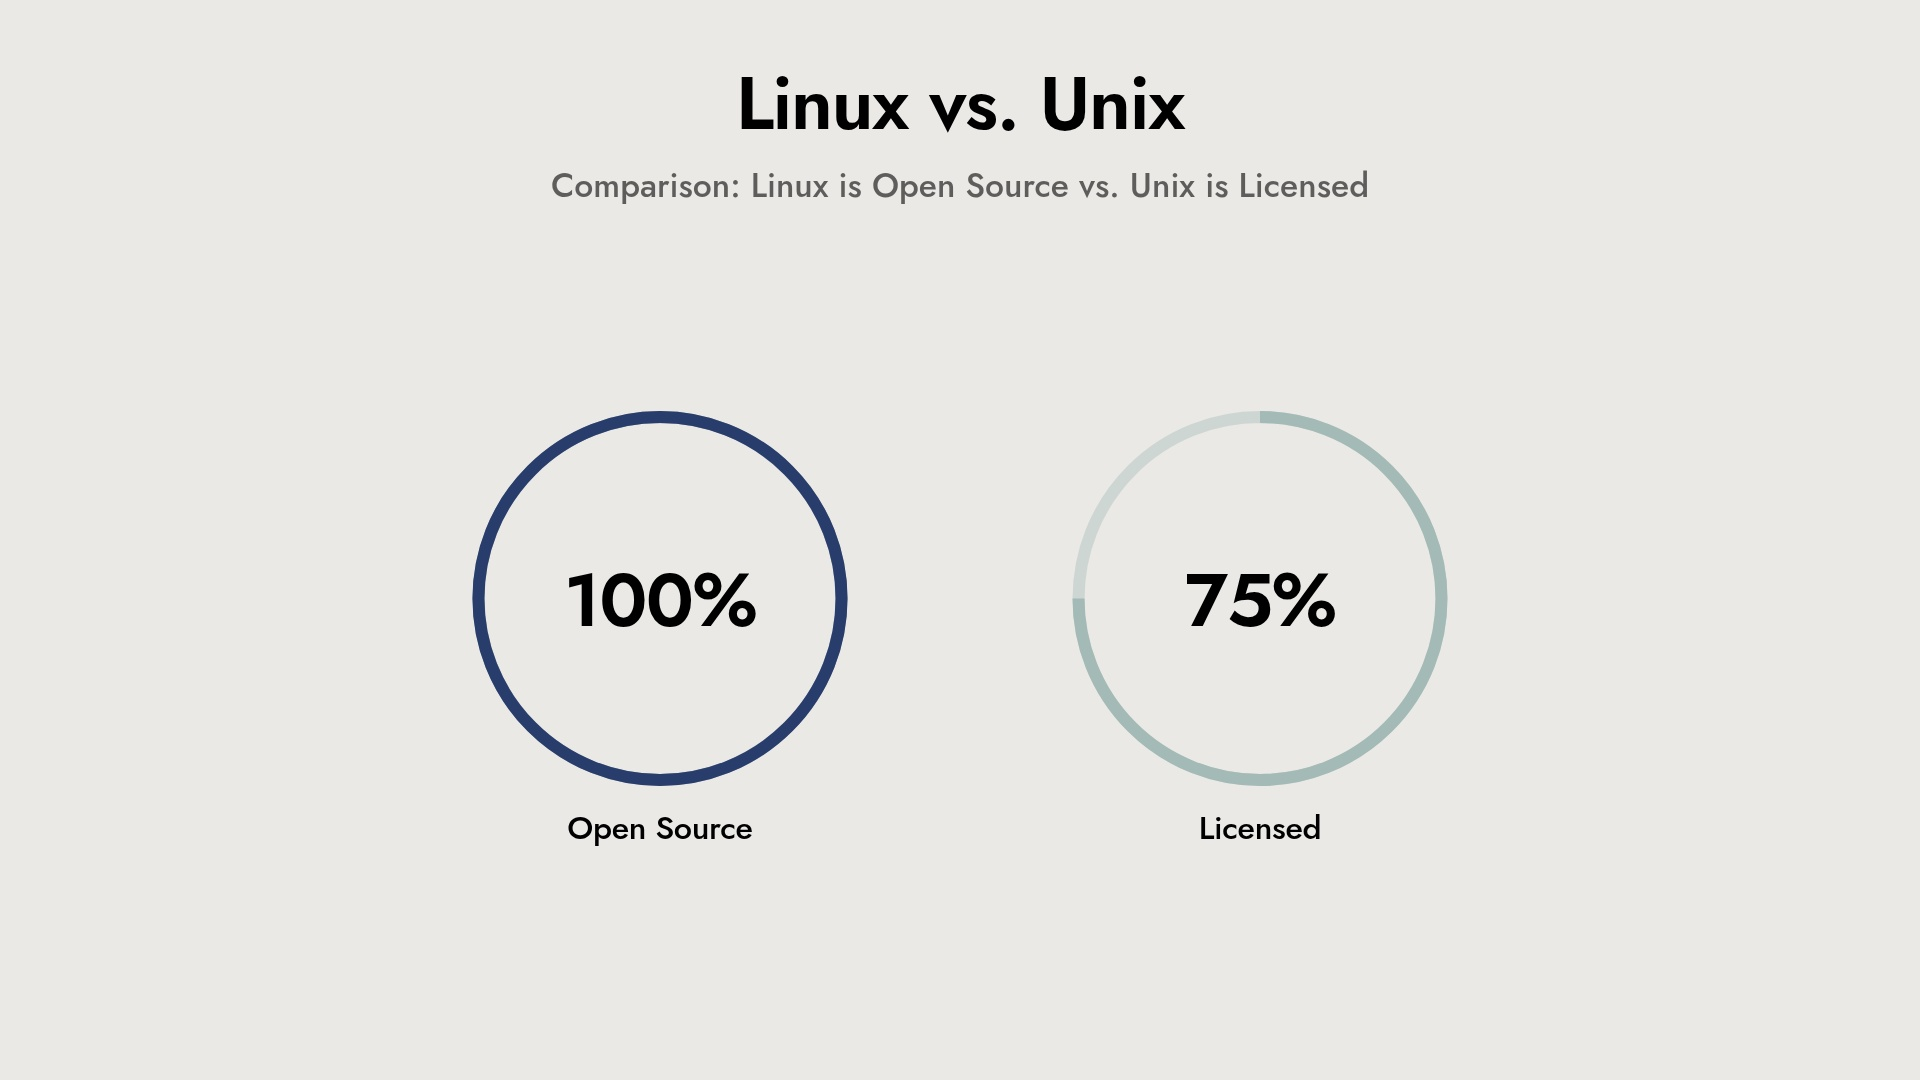 Linux vs. Unix
Comparison: Linux is Open Source vs. Unix is Licensed
100%
75%
Open Source
Licensed